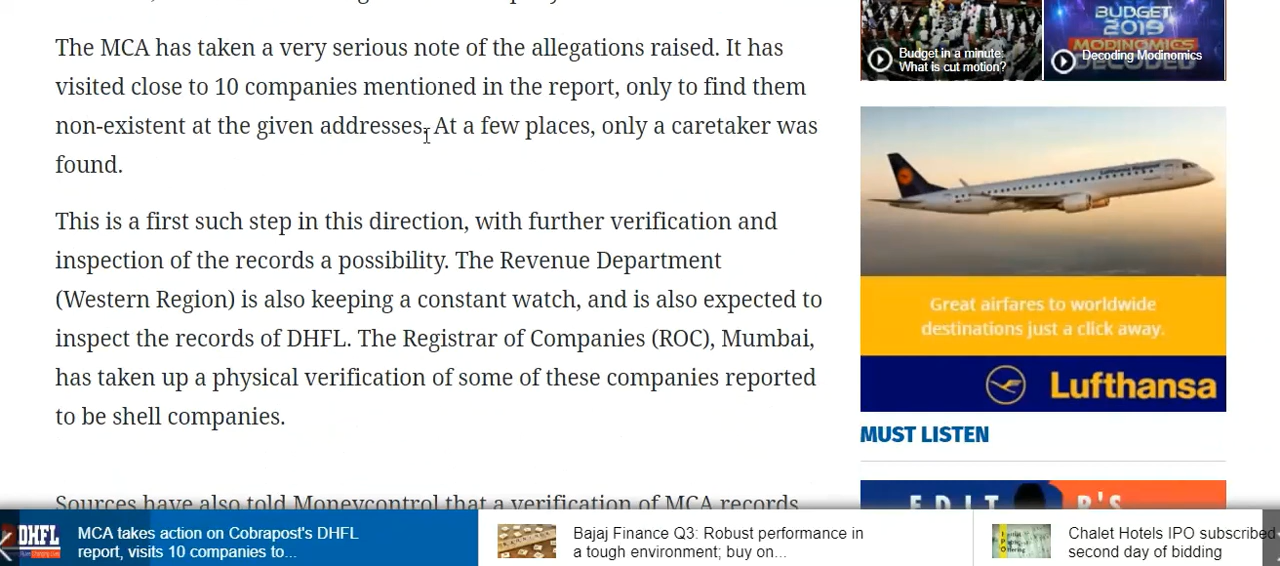 The MCA has taken a very serious note of the allegations raised. It has
visited close to 10 companies mentioned in the report, only to find them
non-existent at the given addresses. At a few places, only a caretaker was
found.
This is a first such step in this direction, with further verification and
inspection of the records a possibility. The Revenue Department
(Western Region) is also keeping a constant watch, and is also expected to
inspect the records of DHFL. The Registrar of Companies (ROC), Mumbai,
has taken up a physical verification of some of these companies reported
to be shell companies.
Sources have also told Moneycontrol that a verification of MCA records
Budget in a minute:
What is cut motion?
BUDGET
2019
MODINOMICS
DECODED
Decoding Modinomics
Lufthansa Regional
Great airfares to worldwide
destinations just a click away.
Lufthansa
MUST LISTEN
EDIT R'S
DHFL
MCA takes action on Cobrapost's DHFL
report, visits 10 companies to...
Bajaj Finance Q3: Robust performance in
a tough environment; buy on...
Chalet Hotels IPO subscribed
second day of bidding